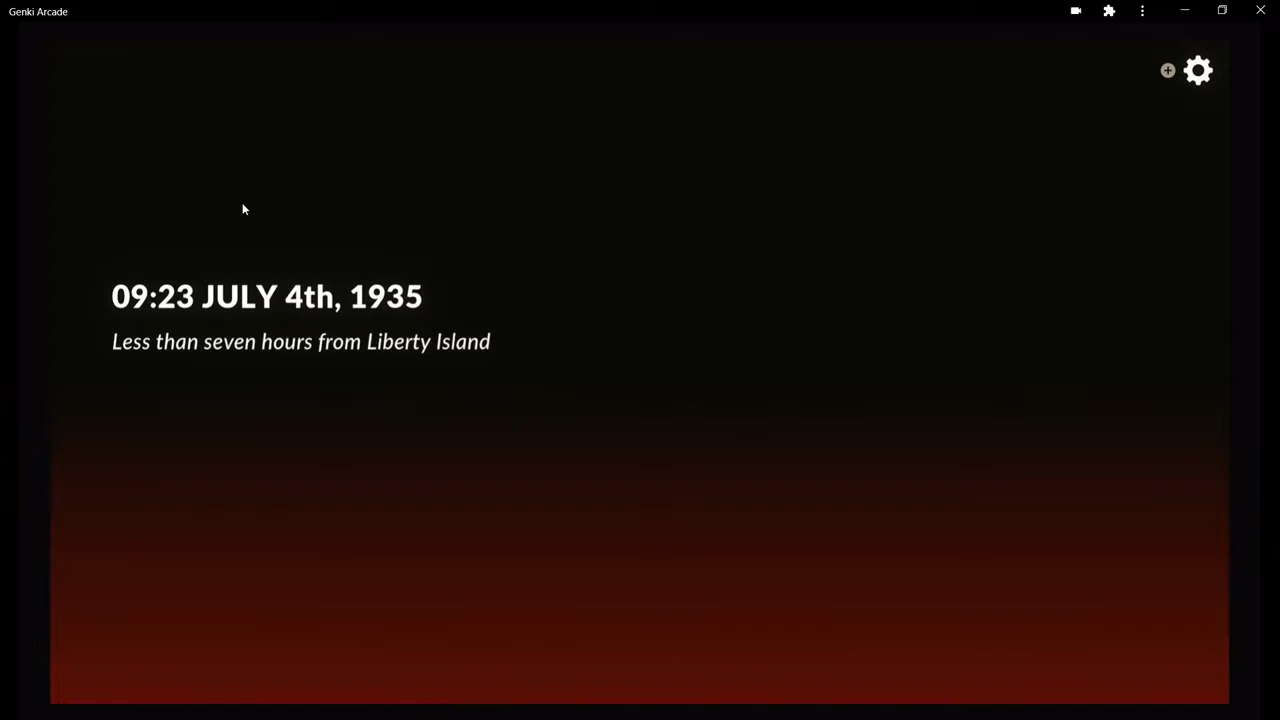 Genki Arcade
09:23 JULY 4th, 1935
Less than seven hours from Liberty Island